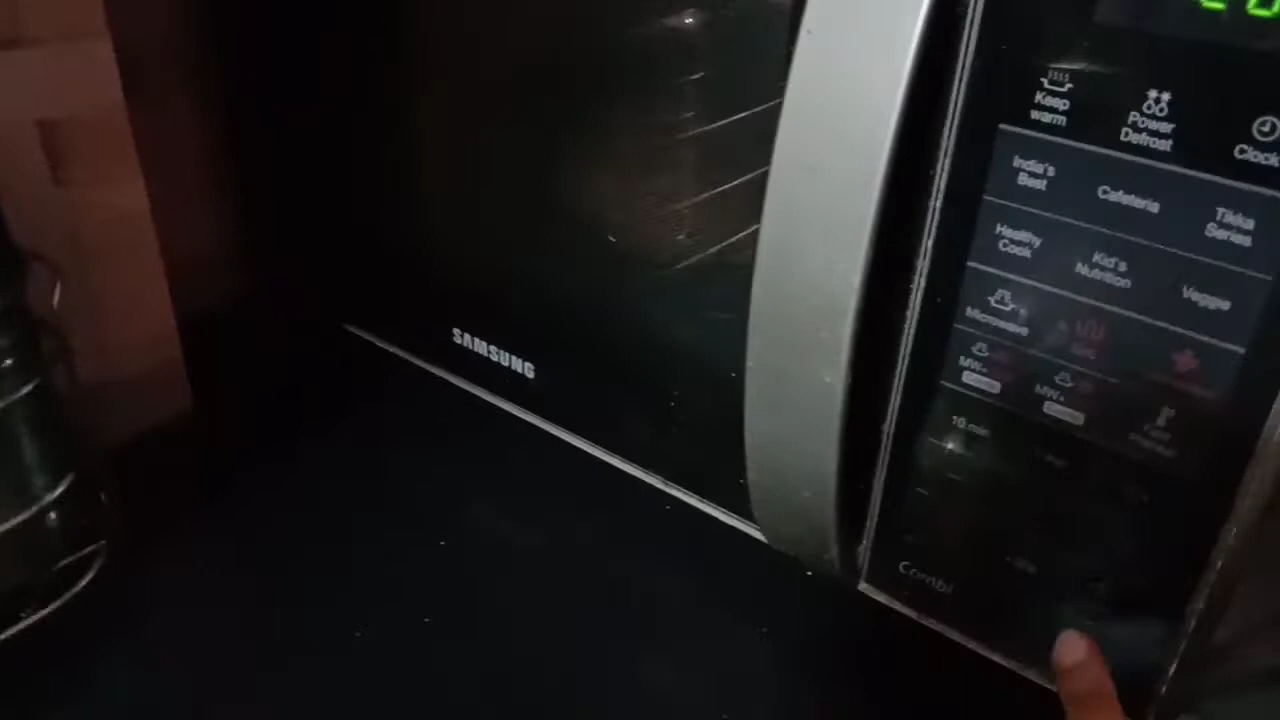 Keep
warm
Power
Defrost
Clock
India's
Best
Cafeteria
Tikka
Series
Healthy
Cook
Kid's
Nutrition
Veggie
Microwave
MW+
MW+
SAMSUNG
10 min
Combi